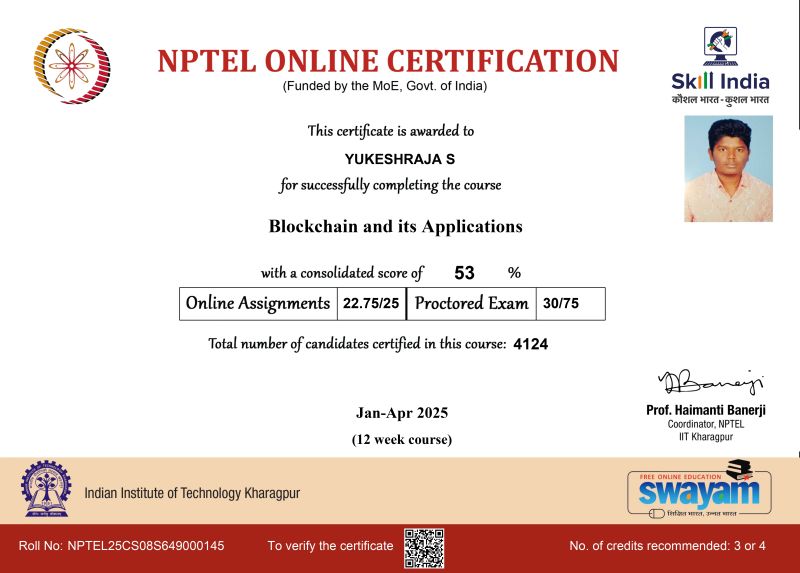 NPTEL ONLINE CERTIFICATION
(Funded by the MoE, Govt. of India)
Skill India
कौशल भारत - कुशल भारत
This certificate is awarded to
YUKESHRAJA S
for successfully completing the course
Blockchain and its Applications
with a consolidated score of 53 %
Online Assignments 22.75/25 Proctored Exam 30/75
Total number of candidates certified in this course: 4124
Jan-Apr 2025
(12 week course)
Prof. Haimanti Banerji
Coordinator, NPTEL
IIT Kharagpur
Indian Institute of Technology Kharagpur
FREE ONLINE EDUCATION
swayam
शिक्षित भारत, उन्नत भारत
Roll No: NPTEL25CS08S649000145 To verify the certificate No. of credits recommended: 3 or 4